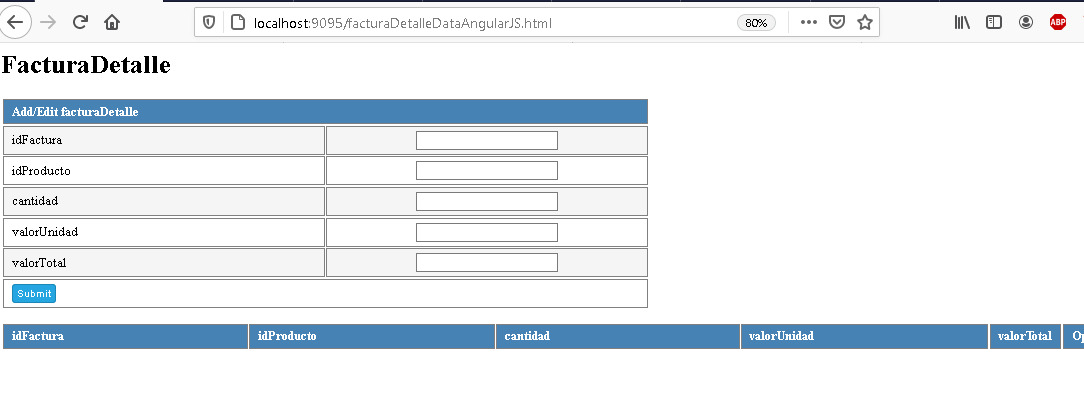 localhost:9095/facturaDetalleDataAngularJS.html 80% ABP
FacturaDetalle
Add/Edit facturaDetalle
idFactura
idProducto
cantidad
valorUnidad
valorTotal
Submit
idFactura idProducto cantidad valorUnidad valorTotal Op